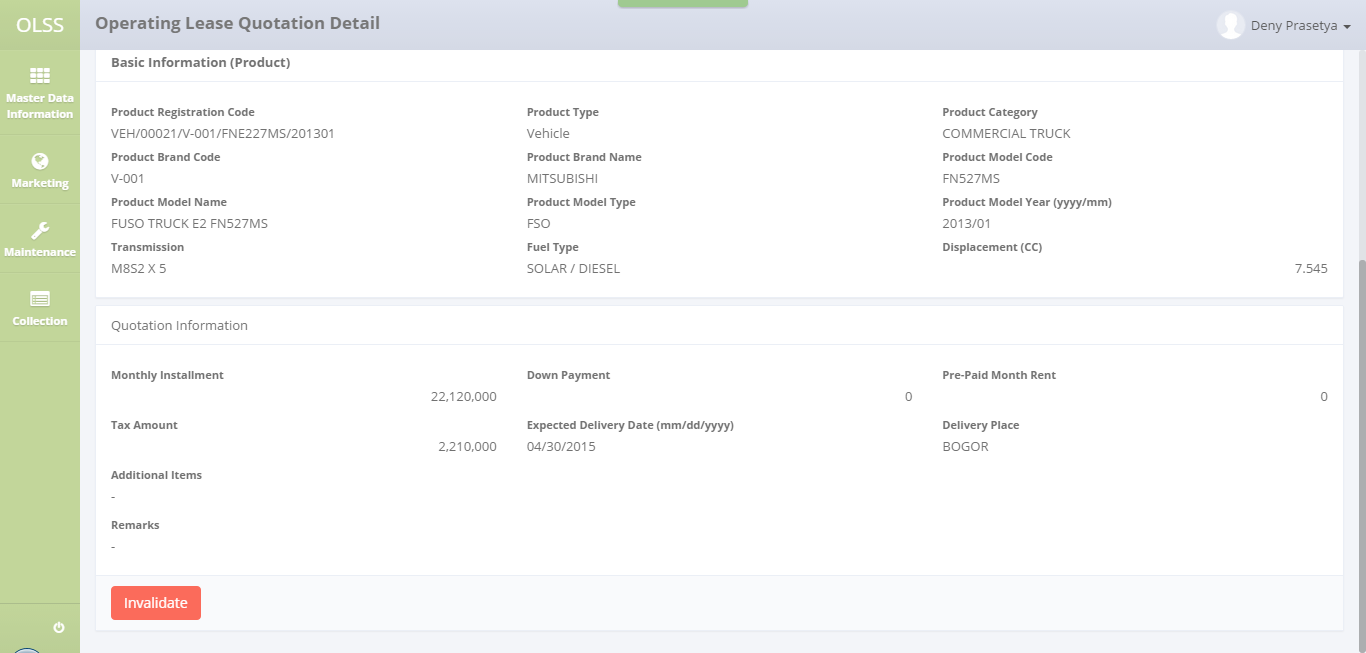 OLSS
Operating Lease Quotation Detail
Deny Prasetya
Master Data
Information
Marketing
Maintenance
Collection
Basic Information (Product)
Product Registration Code
Product Type
Product Category
VEH/00021/V-001/FNE227MS/201301
Vehicle
COMMERCIAL TRUCK
Product Brand Code
Product Brand Name
Product Model Code
V-001
MITSUBISHI
FN527MS
Product Model Name
Product Model Type
Product Model Year (yyyy/mm)
FUSO TRUCK E2 FN527MS
FSO
2013/01
Transmission
Fuel Type
Displacement (CC)
M8S2 X 5
SOLAR / DIESEL
7.545
Quotation Information
Monthly Installment
Down Payment
Pre-Paid Month Rent
22,120,000
0
0
Tax Amount
Expected Delivery Date (mm/dd/yyyy)
Delivery Place
2,210,000
04/30/2015
BOGOR
Additional Items
-
Remarks
-
Invalidate